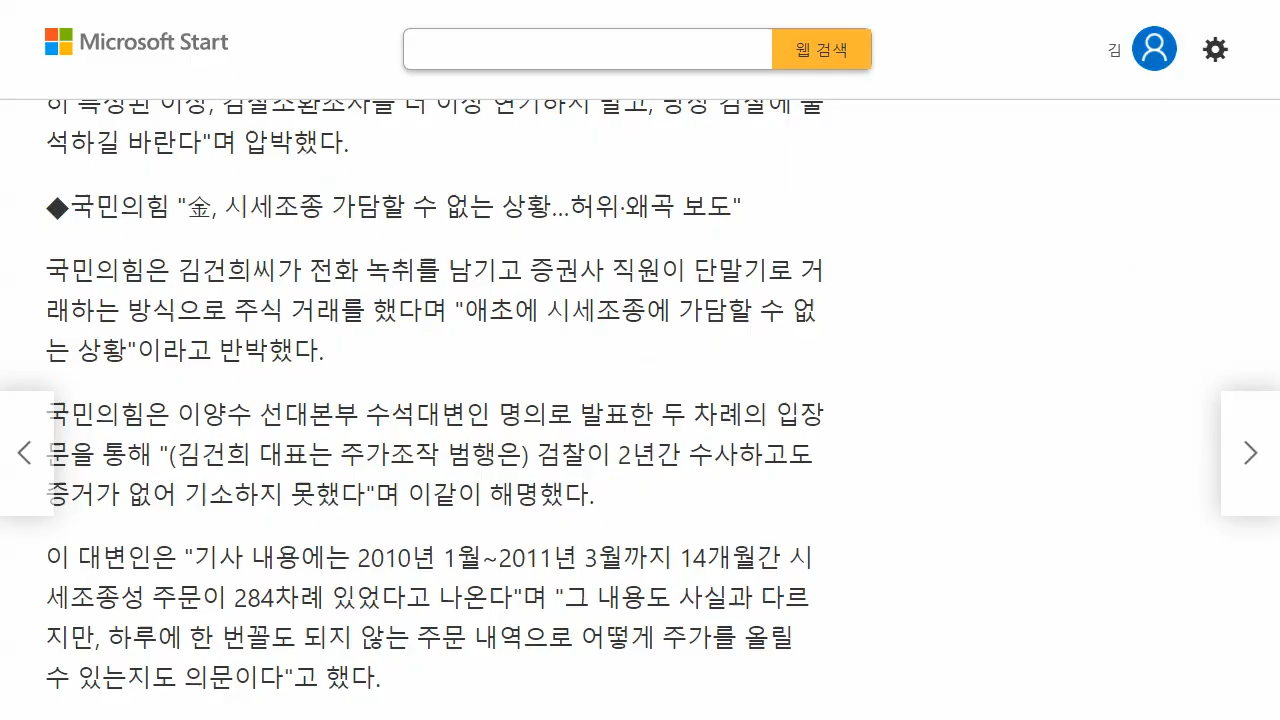 Microsoft Start
웹 검색
김
석하길 바란다"며 압박했다.
◆국민의힘 "金, 시세조종 가담할 수 없는 상황...허위·왜곡 보도"
국민의힘은 김건희씨가 전화 녹취를 남기고 증권사 직원이 단말기로 거
래하는 방식으로 주식 거래를 했다며 "애초에 시세조종에 가담할 수 없
는 상황"이라고 반박했다.
국민의힘은 이양수 선대본부 수석대변인 명의로 발표한 두 차례의 입장
문을 통해 "(김건희 대표는 주가조작 범행은) 검찰이 2년간 수사하고도
증거가 없어 기소하지 못했다"며 이같이 해명했다.
이 대변인은 "기사 내용에는 2010년 1월~2011년 3월까지 14개월간 시
세조종성 주문이 284차례 있었다고 나온다"며 "그 내용도 사실과 다르
지만, 하루에 한 번꼴도 되지 않는 주문 내역으로 어떻게 주가를 올릴
수 있는지도 의문이다"고 했다.